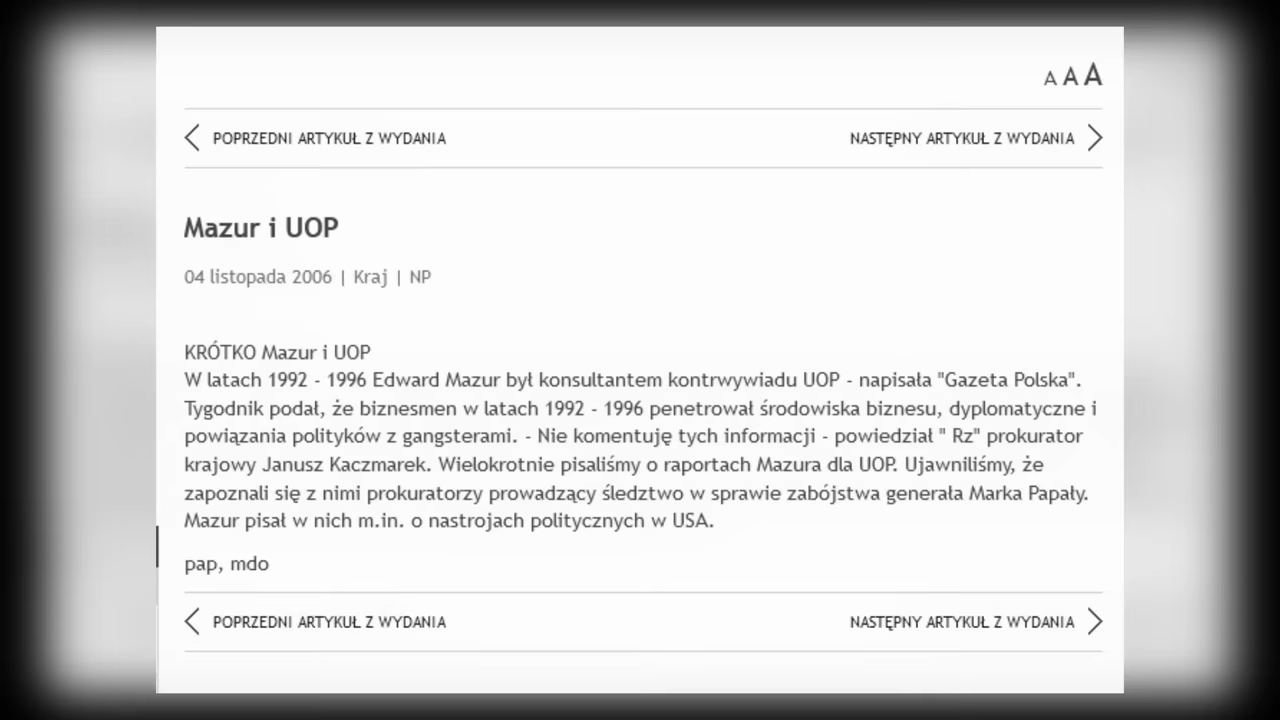 A A A
POPRZEDNI ARTYKUŁ Z WYDANIA NASTĘPNY ARTYKUŁ Z WYDANIA
Mazur i UOP
04 listopada 2006 | Kraj | NP
KRÓTKO Mazur i UOP
W latach 1992 - 1996 Edward Mazur był konsultantem kontrwywiadu UOP - napisała "Gazeta Polska".
Tygodnik podał, że biznesmen w latach 1992 - 1996 penetrował środowiska biznesu, dyplomatyczne i
powiązania polityków z gangsterami. - Nie komentuję tych informacji - powiedział " Rz" prokurator
krajowy Janusz Kaczmarek. Wielokrotnie pisaliśmy o raportach Mazura dla UOP. Ujawniliśmy, że
zapoznali się z nimi prokuratorzy prowadzący śledztwo w sprawie zabójstwa generała Marka Papały.
Mazur pisał w nich m.in. o nastrojach politycznych w USA.
pap, mdo
POPRZEDNI ARTYKUŁ Z WYDANIA NASTĘPNY ARTYKUŁ Z WYDANIA